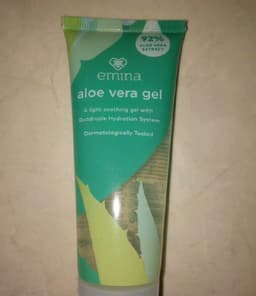 92%
ALOE VERA
EXTRACT
emina
aloe vera gel
A light soothing gel with
Quadruple Hydration System
Dermatologically Tested